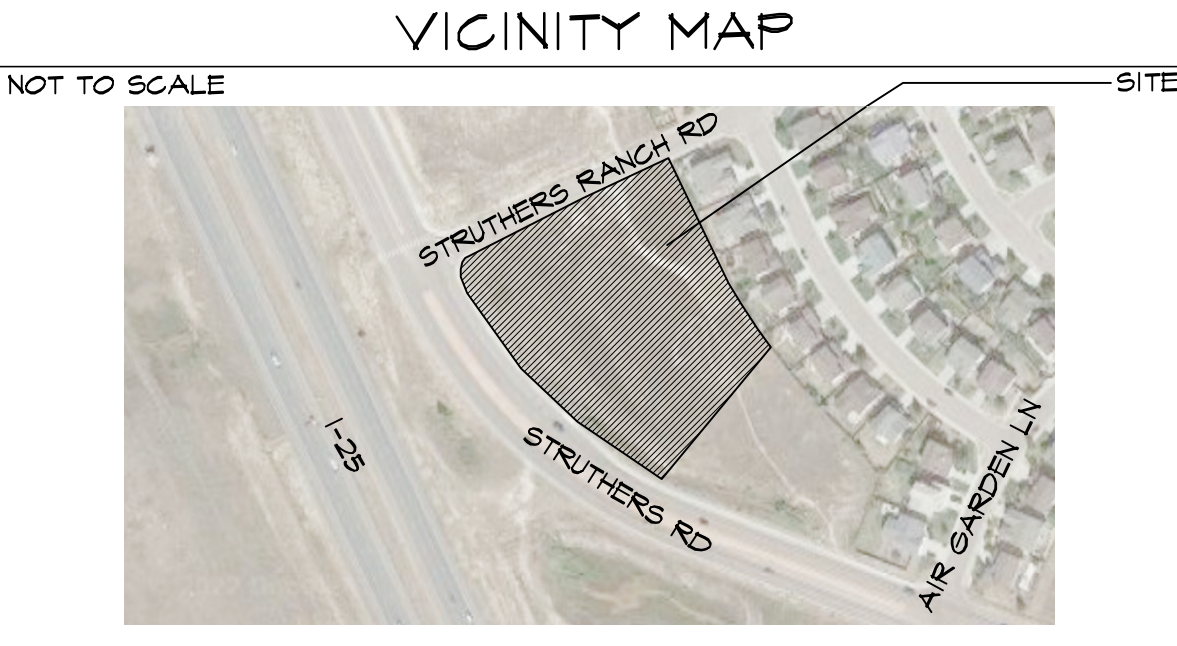 VICINITY MAP
NOT TO SCALE
SITE
STRUTHERS RANCH RD
I-25
STRUTHERS RD
AIR GARDEN LN